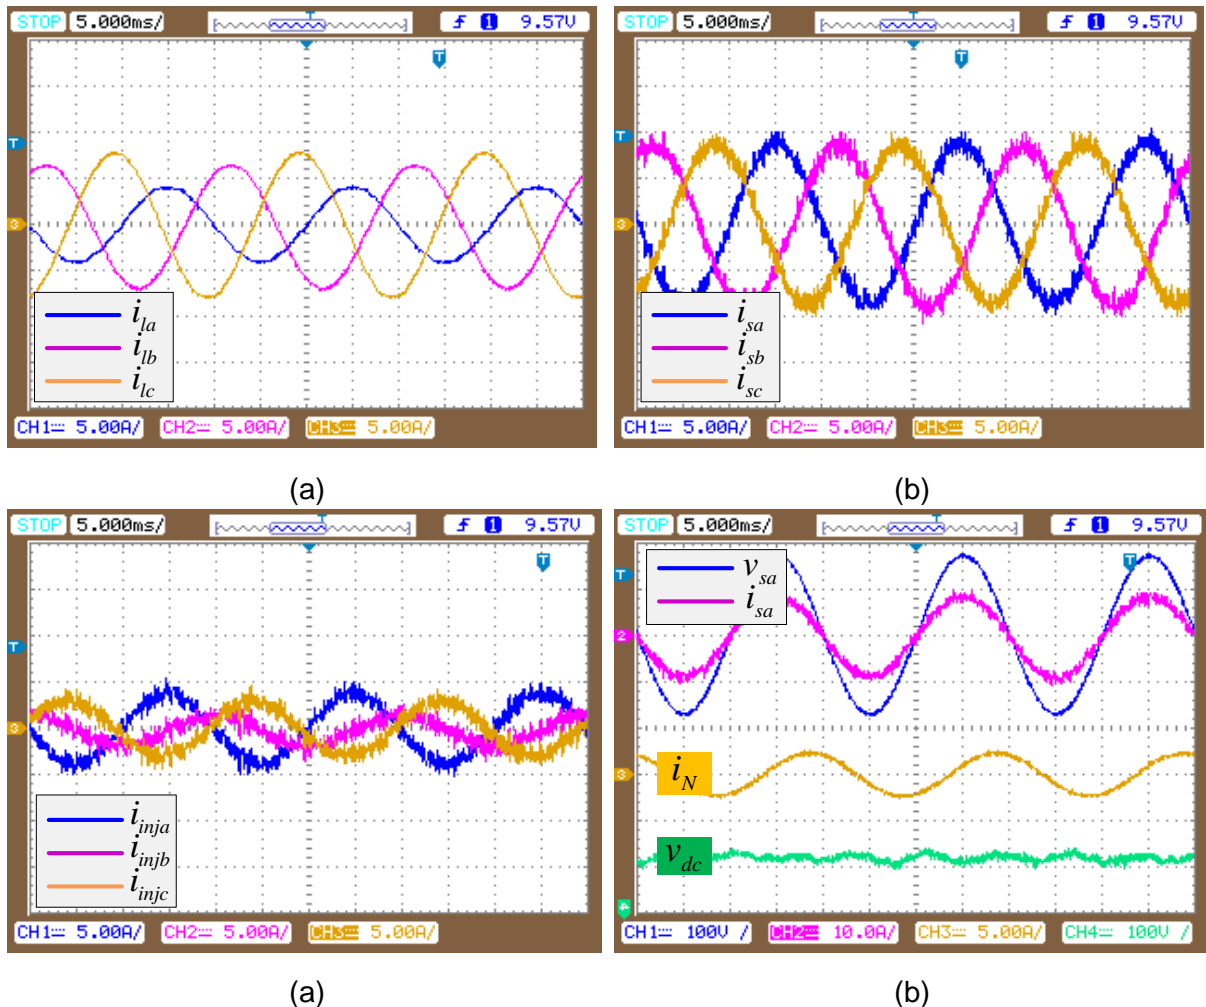 STOP 5.000ms/ T f 1 9.57V
T
T
3
i_la
i_lb
i_lc
CH1 5.00A/ CH2 5.00A/ CH3 5.00A/
(a)
STOP 5.000ms/ T f 1 9.57V
T
T
3
i_sa
i_sb
i_sc
CH1 5.00A/ CH2 5.00A/ CH3 5.00A/
(b)
STOP 5.000ms/ T f 1 9.57V
T
T
3
i_inja
i_injb
i_injc
CH1 5.00A/ CH2 5.00A/ CH3 5.00A/
(a)
STOP 5.000ms/ T f 1 9.57V
v_sa
T
T
i_sa
2
i_N
3
v_dc
4
CH1 100V / CH2 10.0A/ CH3 5.00A/ CH4 100V /
(b)